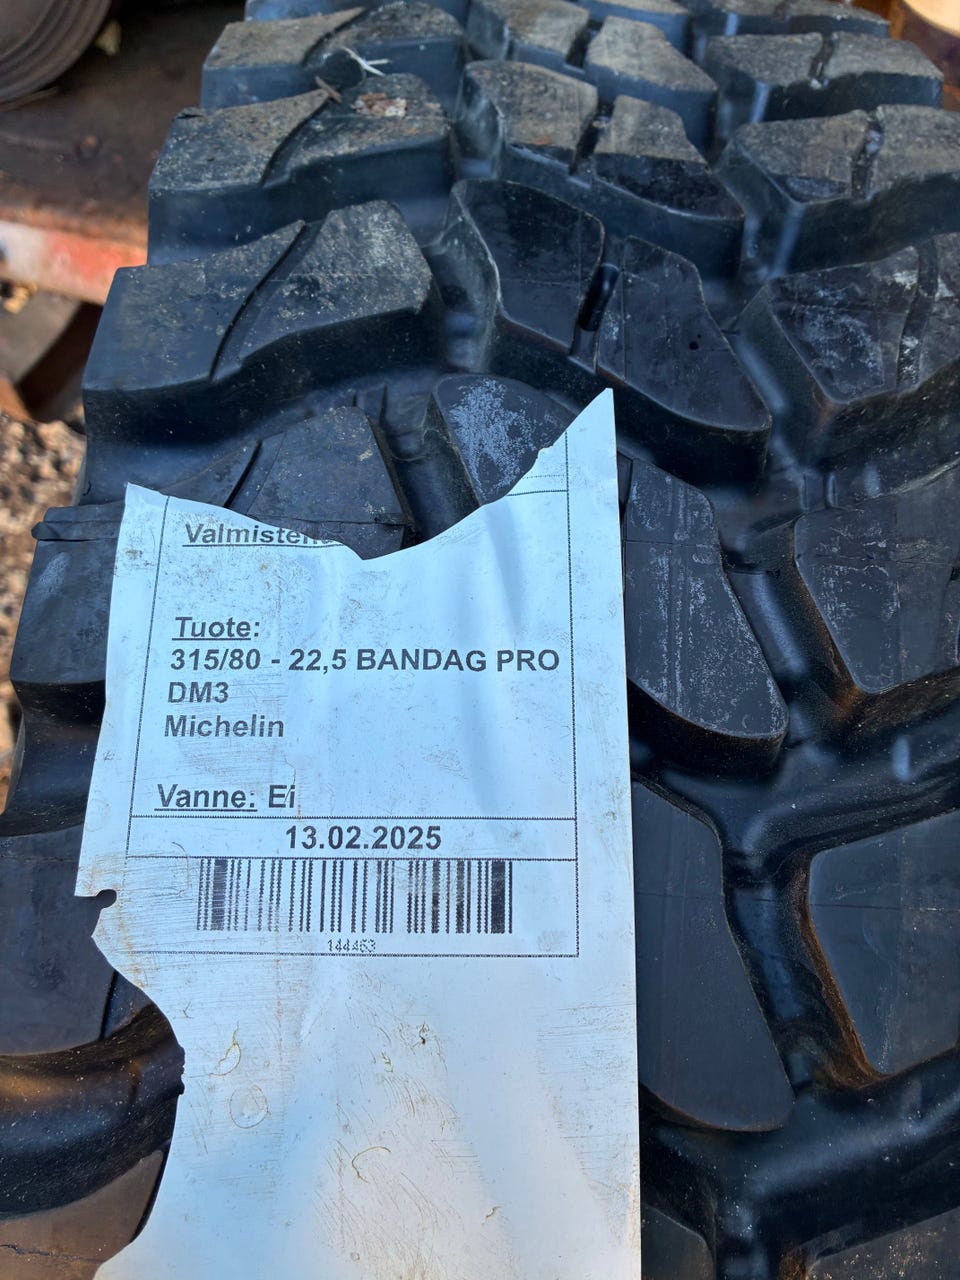 Tuote:
315/80 - 22,5 BANDAG PRO
DM3
Michelin
Vanne: Ei
13.02.2025
144463